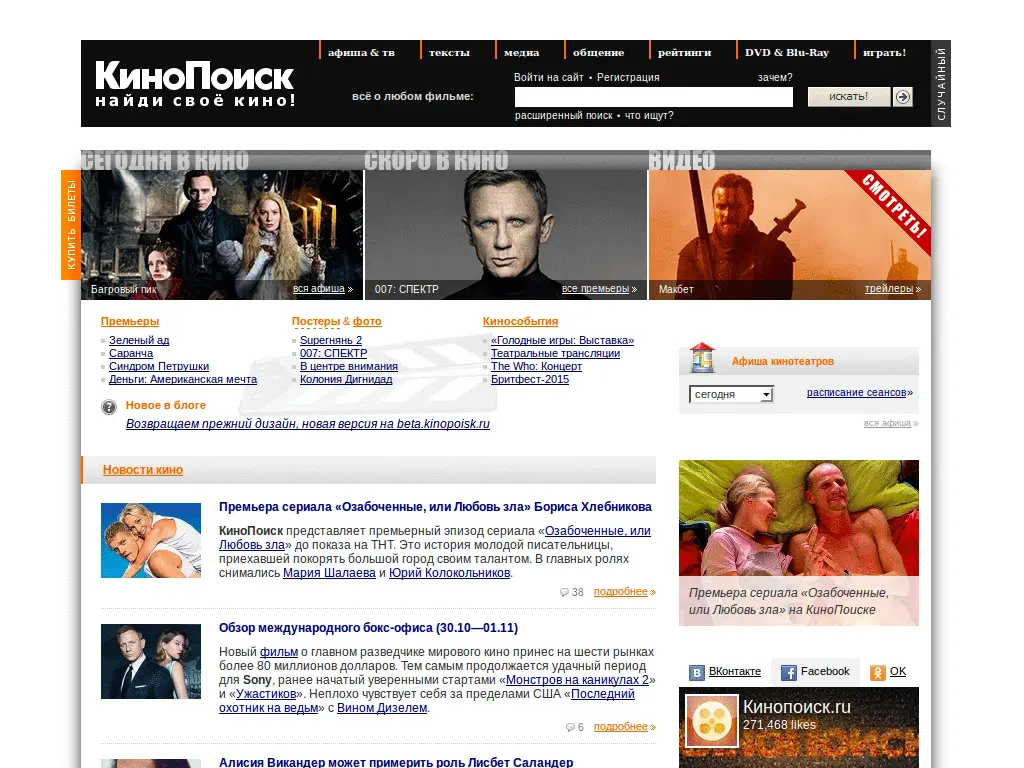 афиша & тв
тексты
медиа
общение
рейтинги
DVD & Blu-Ray
играть!
КиноПоиск
найди своё кино!
Войти на сайт • Регистрация
зачем?
всё о любом фильме:
искать!
расширенный поиск • что ищут?
СЛУЧАЙНЫЙ
СЕГОДНЯ В КИНО
СКОРО В КИНО
ВИДЕО
КУПИТЬ БИЛЕТЫ
СМОТРЕТЬ!
Багровый пик
вся афиша »
007: СПЕКТР
все премьеры »
Макбет
трейлеры »
Премьеры
Зеленый ад
Саранча
Синдром Петрушки
Деньги: Американская мечта
Постеры & фото
Superнянь 2
007: СПЕКТР
В центре внимания
Колония Дигнидад
Кинособытия
«Голодные игры: Выставка»
Театральные трансляции
The Who: Концерт
Бритфест-2015
Новое в блоге
Возвращаем прежний дизайн, новая версия на beta.kinopoisk.ru
Афиша кинотеатров
сегодня
расписание сеансов»
вся афиша »
Новости кино
Премьера сериала «Озабоченные, или Любовь зла» Бориса Хлебникова
КиноПоиск представляет премьерный эпизод сериала «Озабоченные, или
Любовь зла» до показа на ТНТ. Это история молодой писательницы,
приехавшей покорять большой город своим талантом. В главных ролях
снимались Мария Шалаева и Юрий Колокольников.
38
подробнее »
Обзор международного бокс-офиса (30.10—01.11)
Новый фильм о главном разведчике мирового кино принес на шести рынках
более 80 миллионов долларов. Тем самым продолжается удачный период
для Sony, ранее начатый уверенными стартами «Монстров на каникулах 2»
и «Ужастиков». Неплохо чувствует себя за пределами США «Последний
охотник на ведьм» с Вином Дизелем.
6
подробнее »
Алисия Викандер может примерить роль Лисбет Саландер
Премьера сериала «Озабоченные,
или Любовь зла» на КиноПоиске
ВКонтакте
Facebook
OK
Кинопоиск.ru
271,468 likes